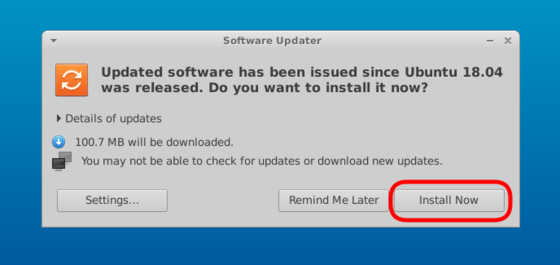 Software Updater
Updated software has been issued since Ubuntu 18.04
was released. Do you want to install it now?
Details of updates
100.7 MB will be downloaded.
You may not be able to check for updates or download new updates.
Settings...
Remind Me Later
Install Now